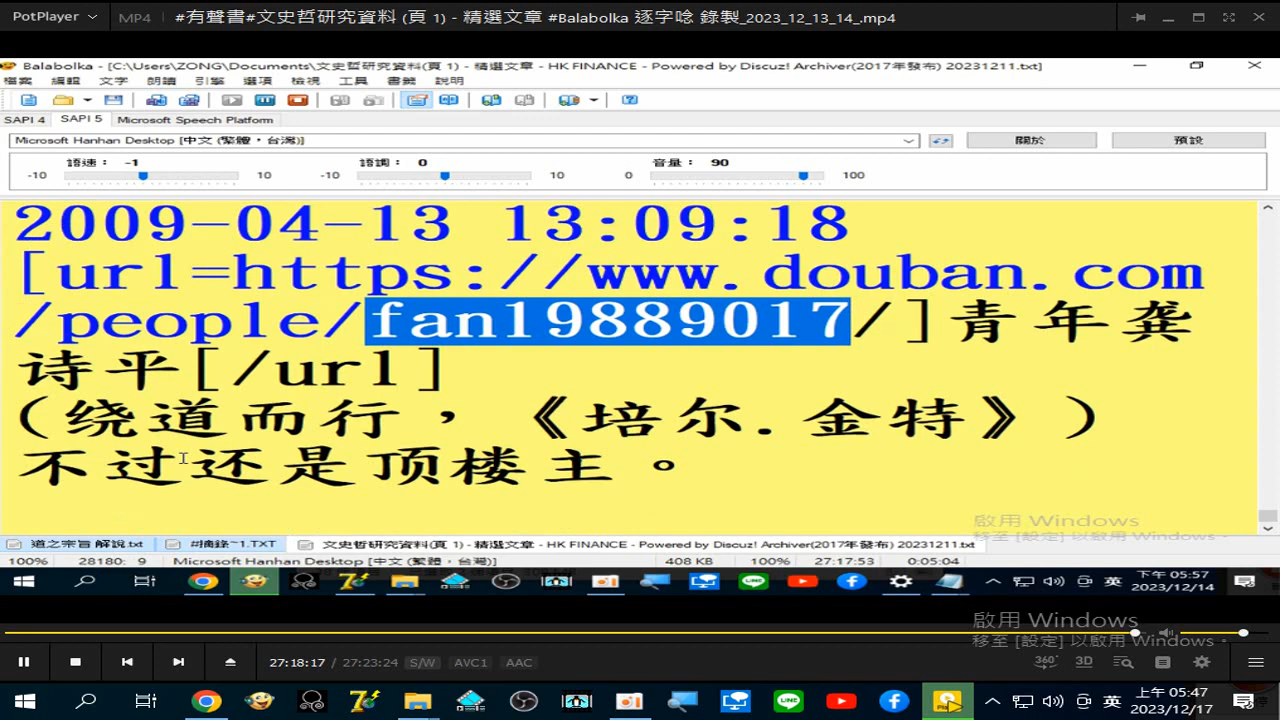 PotPlayer MP4 #有聲書#文史哲研究資料 (頁 1) - 精選文章 #Balabolka 逐字唸 錄製_2023_12_13_14_.mp4
Balabolka - [C:\Users\ZONG\Documents\文史哲研究資料(頁 1) - 精選文章 - HK FINANCE - Powered by Discuz! Archiver(2017年發布) 20231211.txt]
檔案 編輯 文字 朗讀 引擎 選項 檢視 工具 書籤 說明
SAPI 4 SAPI 5 Microsoft Speech Platform
Microsoft Hanhan Desktop [中文 (繁體，台灣)] 關於 預設
語速： -1 語調： 0 音量： 90
-10 10 -10 10 0 100
2009-04-13 13:09:18
[url=https://www.douban.com
/people/fan19889017/]青年龚
诗平[/url]
(绕道而行，《培尔.金特》)
不过还是顶楼主。
啟用 Windows
移至 [設定] 以啟用 Windows。
道之宗旨 解說.txt #摘錄~1.TXT 文史哲研究資料(頁 1) - 精選文章 - HK FINANCE - Powered by Discuz! Archiver(2017年發布) 20231211.txt
100% 28180: 9 Microsoft Hanhan Desktop [中文 (繁體，台灣)] 408 KB 100% 27:17:53 0:05:04
英 下午 05:57
2023/12/14
啟用 Windows
移至 [設定] 以啟用 Windows。
27:18:17 / 27:23:24 S/W AVC1 AAC 360° 3D
英 上午 05:47
2023/12/17